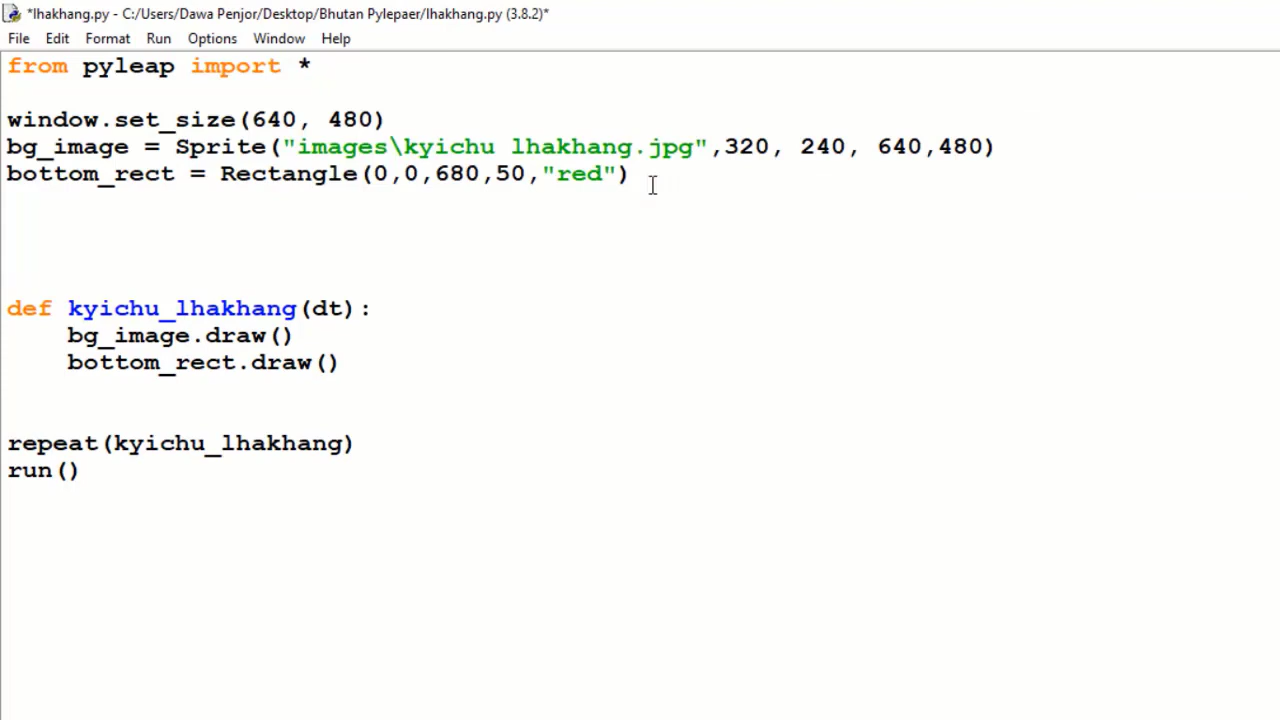 *lhakhang.py - C:/Users/Dawa Penjor/Desktop/Bhutan Pylepaer/lhakhang.py (3.8.2)*
File Edit Format Run Options Window Help
from pyleap import *
window.set_size(640, 480)
bg_image = Sprite("images\kyichu lhakhang.jpg",320, 240, 640,480)
bottom_rect = Rectangle(0,0,680,50,"red")
def kyichu_lhakhang(dt):
    bg_image.draw()
    bottom_rect.draw()
repeat(kyichu_lhakhang)
run()